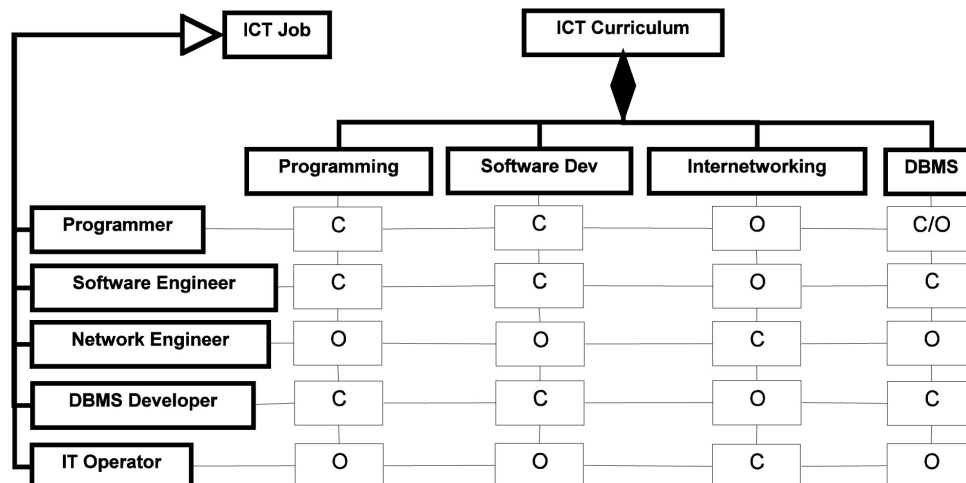 ICT Job
ICT Curriculum
Programming Software Dev Internetworking DBMS
Programmer C C O C/O
Software Engineer C C O C
Network Engineer O O C O
DBMS Developer C C O C
IT Operator O O C O